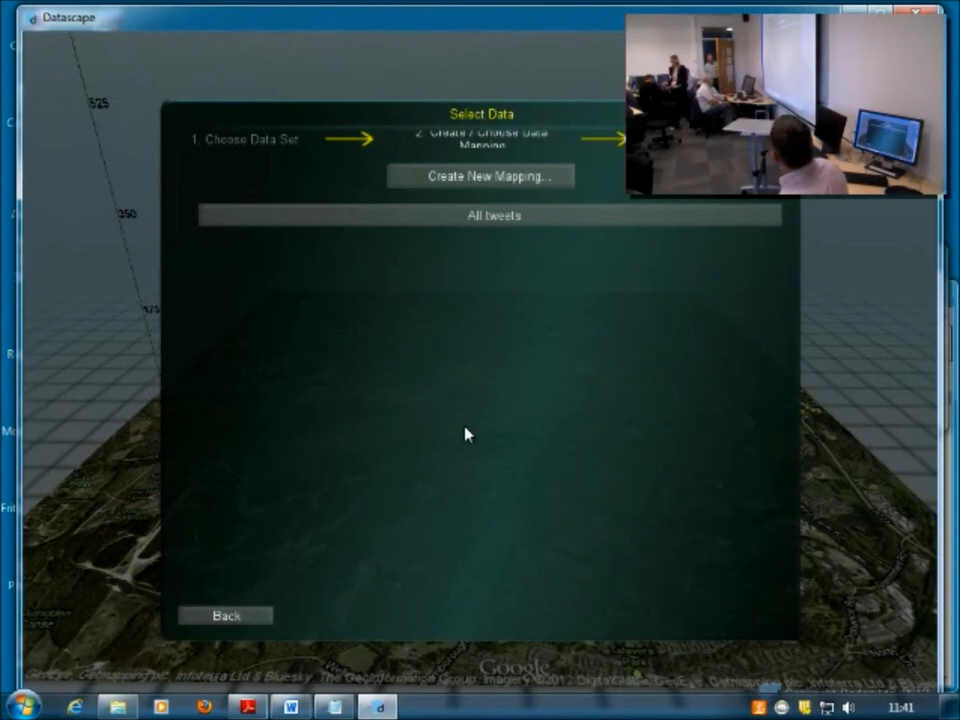 Datascape
525
Select Data
1. Choose Data Set
2. Create / Choose Data
Mapping
350
Create New Mapping...
All tweets
175
Back
Google
11:41